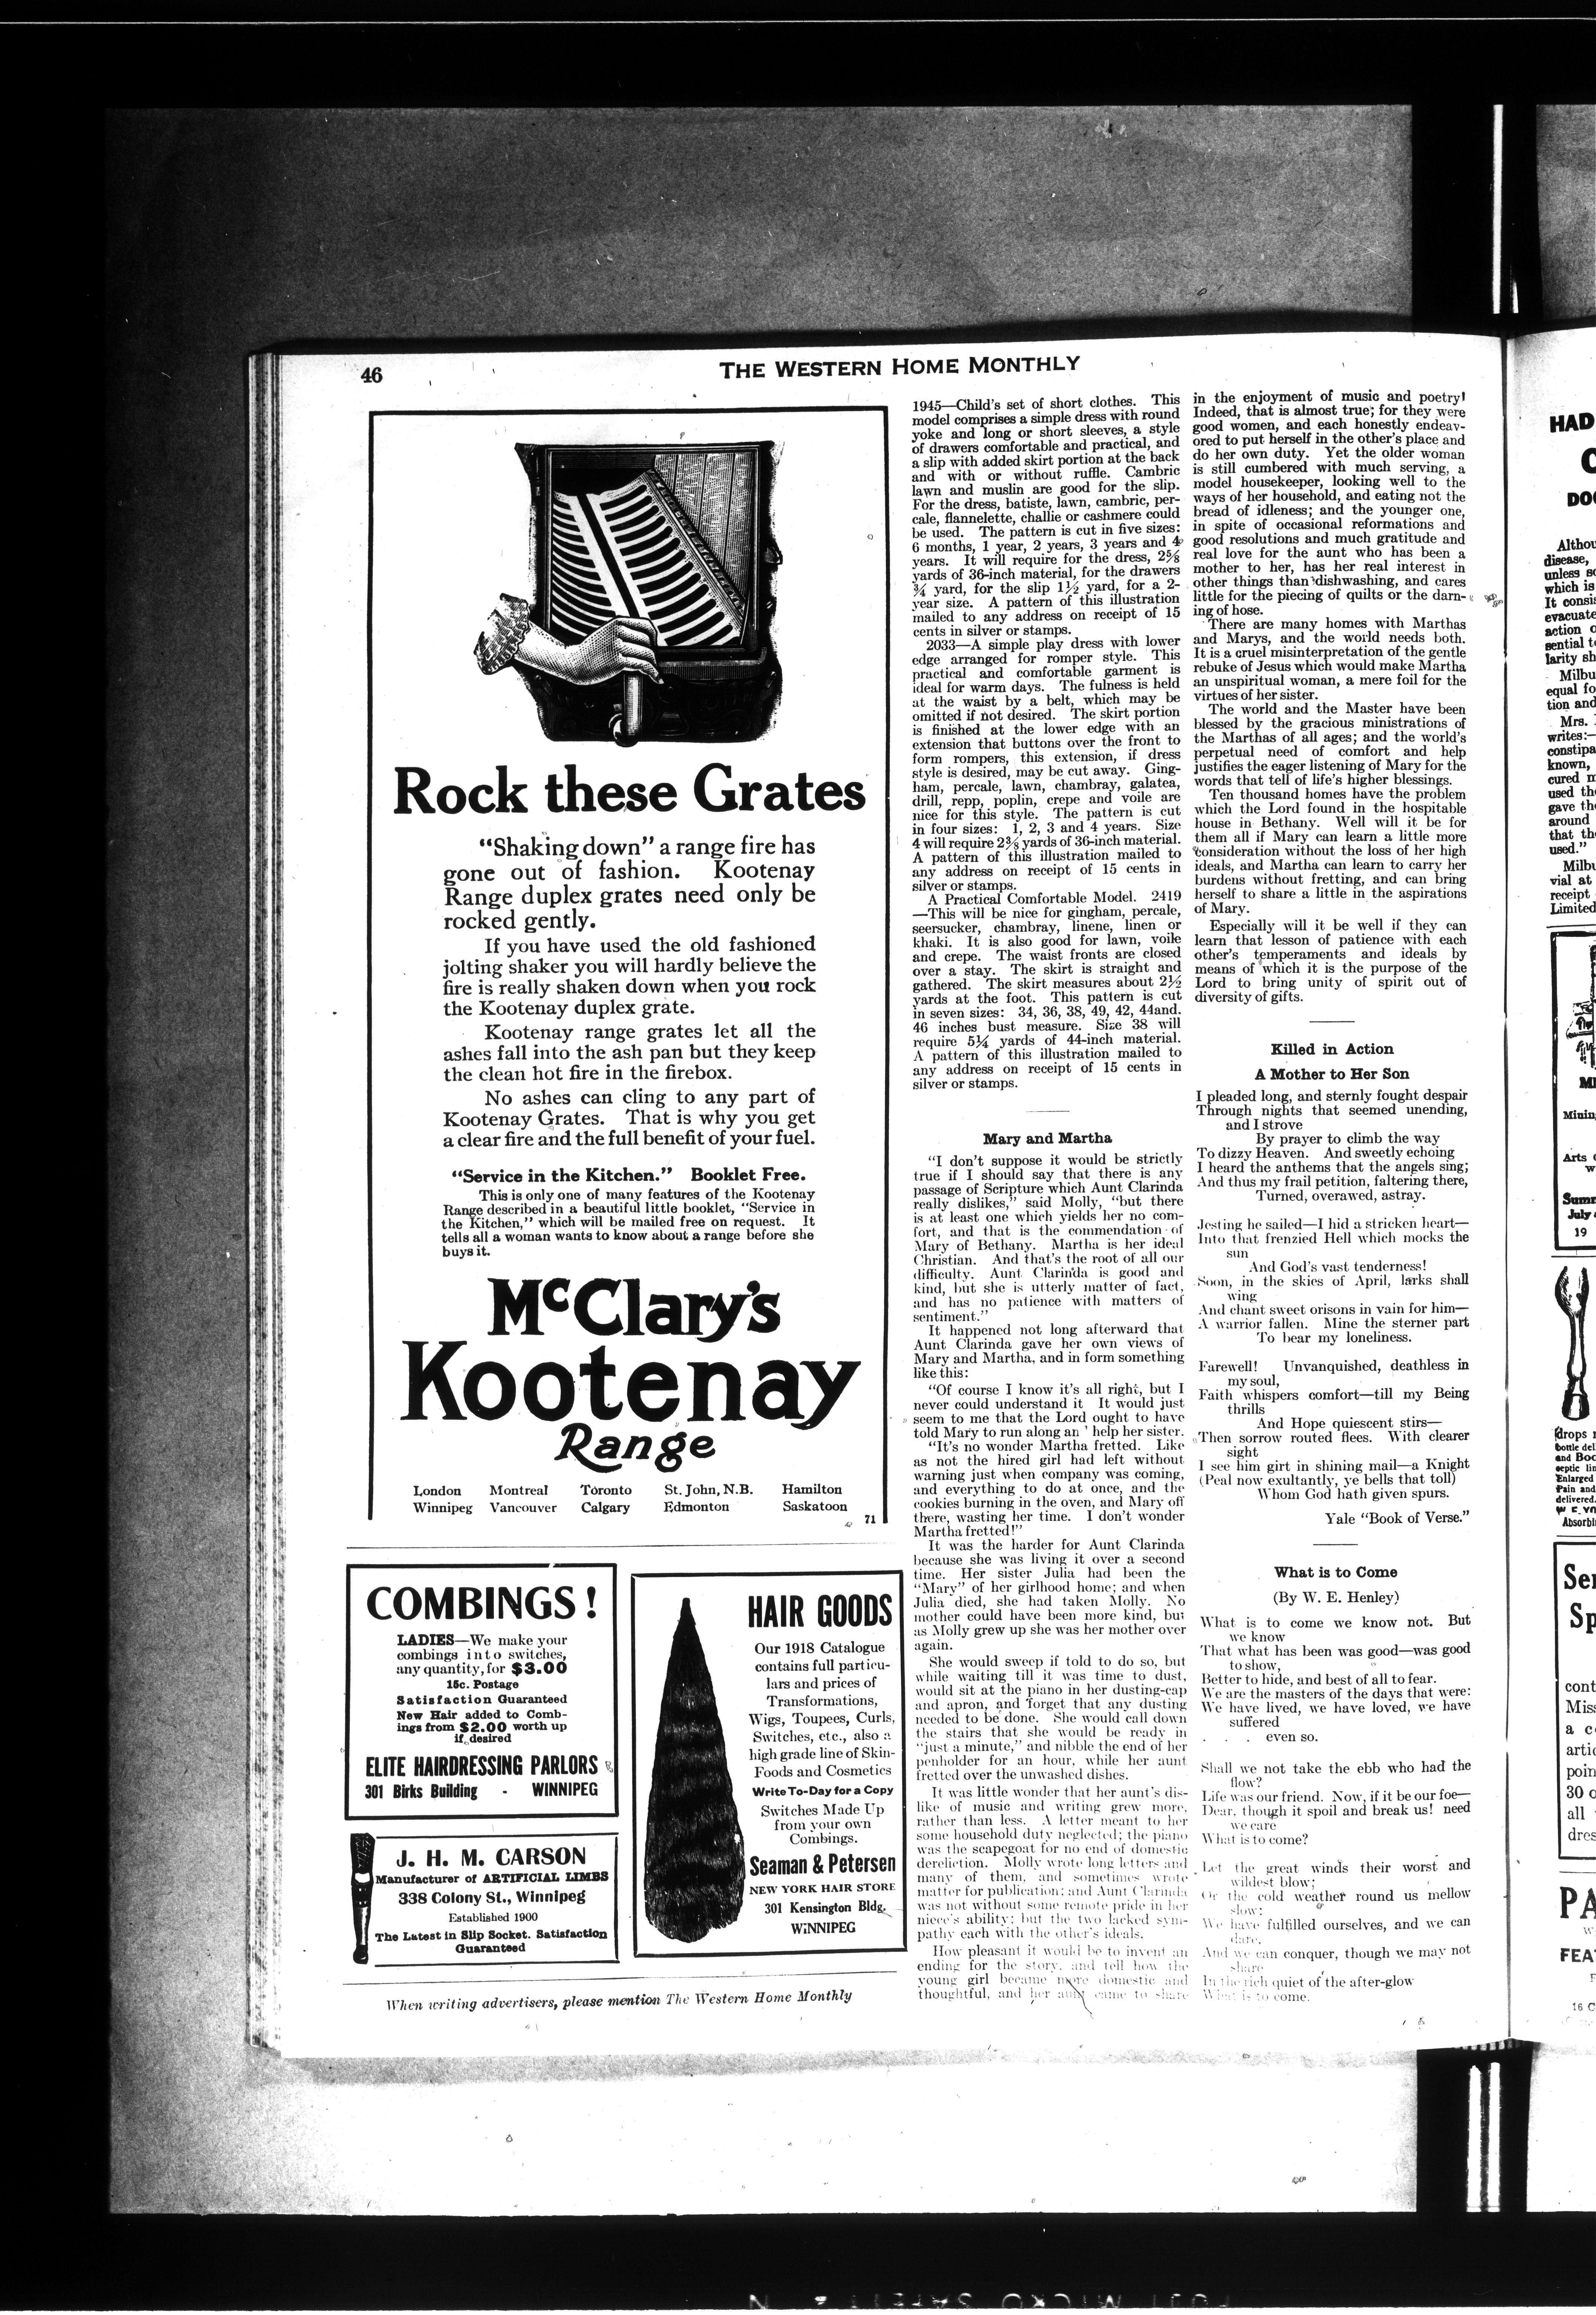 46
THE WESTERN HOME MONTHLY
Rock these Grates
"Shaking down" a range fire has
gone out of fashion. Kootenay
Range duplex grates need only be
rocked gently.
If you have used the old fashioned
jolting shaker you will hardly believe the
fire is really shaken down when you rock
the Kootenay duplex grate.
Kootenay range grates let all the
ashes fall into the ash pan but they keep
the clean hot fire in the firebox.
No ashes can cling to any part of
Kootenay Grates. That is why you get
a clear fire and the full benefit of your fuel.
"Service in the Kitchen." Booklet Free.
This is only one of many features of the Kootenay
Range described in a beautiful little booklet, "Service in
the Kitchen," which will be mailed free on request. It
tells all a woman wants to know about a range before she
buys it.
McClary's
Kootenay
Range
London Montreal Toronto St. John, N.B. Hamilton
Winnipeg Vancouver Calgary Edmonton Saskatoon
71
COMBINGS!
LADIES—We make your
combings into switches,
any quantity, for $3.00
15c. Postage
Satisfaction Guaranteed
New Hair added to Comb-
ings from $2.00 worth up
if desired
ELITE HAIRDRESSING PARLORS
301 Birks Building - WINNIPEG
J. H. M. CARSON
Manufacturer of ARTIFICIAL LIMBS
338 Colony St., Winnipeg
Established 1900
The Latest in Slip Socket. Satisfaction
Guaranteed
HAIR GOODS
Our 1918 Catalogue
contains full particu-
lars and prices of
Transformations,
Wigs, Toupees, Curls,
Switches, etc., also a
high grade line of Skin-
Foods and Cosmetics
Write To-Day for a Copy
Switches Made Up
from your own
Combings.
Seaman & Petersen
NEW YORK HAIR STORE
301 Kensington Bldg.
WINNIPEG
When writing advertisers, please mention The Western Home Monthly
1945—Child's set of short clothes. This
model comprises a simple dress with round
yoke and long or short sleeves, a style
of drawers comfortable and practical, and
a slip with added skirt portion at the back
and with or without ruffle. Cambric
lawn and muslin are good for the slip.
For the dress, batiste, lawn, cambric, per-
cale, flannelette, challie or cashmere could
be used. The pattern is cut in five sizes:
6 months, 1 year, 2 years, 3 years and 4
years. It will require for the dress, 2⅝
yards of 36-inch material, for the drawers
¾ yard, for the slip 1½ yard, for a 2-
year size. A pattern of this illustration
mailed to any address on receipt of 15
cents in silver or stamps.
2033—A simple play dress with lower
edge arranged for romper style. This
practical and comfortable garment is
ideal for warm days. The fulness is held
at the waist by a belt, which may be
omitted if not desired. The skirt portion
is finished at the lower edge with an
extension that buttons over the front to
form rompers, this extension, if dress
style is desired, may be cut away. Ging-
ham, percale, lawn, chambray, galatea,
drill, repp, poplin, crepe and voile are
nice for this style. The pattern is cut
in four sizes: 1, 2, 3 and 4 years. Size
4 will require 2⅜ yards of 36-inch material.
A pattern of this illustration mailed to
any address on receipt of 15 cents in
silver or stamps.
A Practical Comfortable Model. 2419
—This will be nice for gingham, percale,
seersucker, chambray, linene, linen or
khaki. It is also good for lawn, voile
and crepe. The waist fronts are closed
over a stay. The skirt is straight and
gathered. The skirt measures about 2½
yards at the foot. This pattern is cut
in seven sizes: 34, 36, 38, 49, 42, 44and.
46 inches bust measure. Size 38 will
require 5¼ yards of 44-inch material.
A pattern of this illustration mailed to
any address on receipt of 15 cents in
silver or stamps.
Mary and Martha
"I don't suppose it would be strictly
true if I should say that there is any
passage of Scripture which Aunt Clarinda
really dislikes," said Molly, "but there
is at least one which yields her no com-
fort, and that is the commendation of
Mary of Bethany. Martha is her ideal
Christian. And that's the root of all our
difficulty. Aunt Clarinda is good and
kind, but she is utterly matter of fact,
and has no patience with matters of
sentiment."
It happened not long afterward that
Aunt Clarinda gave her own views of
Mary and Martha, and in form something
like this:
"Of course I know it's all right, but I
never could understand it It would just
seem to me that the Lord ought to have
told Mary to run along an ' help her sister.
"It's no wonder Martha fretted. Like
as not the hired girl had left without
warning just when company was coming,
and everything to do at once, and the
cookies burning in the oven, and Mary off
there, wasting her time. I don't wonder
Martha fretted!"
It was the harder for Aunt Clarinda
because she was living it over a second
time. Her sister Julia had been the
"Mary" of her girlhood home; and when
Julia died, she had taken Molly. No
mother could have been more kind, but
as Molly grew up she was her mother over
again.
She would sweep if told to do so, but
while waiting till it was time to dust,
would sit at the piano in her dusting-cap
and apron, and forget that any dusting
needed to be done. She would call down
the stairs that she would be ready in
"just a minute," and nibble the end of her
penholder for an hour, while her aunt
fretted over the unwashed dishes.
It was little wonder that her aunt's dis-
like of music and writing grew more,
rather than less. A letter meant to her
some household duty neglected; the piano
was the scapegoat for no end of domestic
dereliction. Molly wrote long letters and
many of them, and sometimes wrote
matter for publication; and Aunt Clarinda
was not without some remote pride in her
niece's ability; but the two lacked sym-
pathy each with the other's ideals.
How pleasant it would be to invent an
ending for the story, and tell how the
young girl became more domestic and
thoughtful, and her aunt came to share
in the enjoyment of music and poetry!
Indeed, that is almost true; for they were
good women, and each honestly endeav-
ored to put herself in the other's place and
do her own duty. Yet the older woman
is still cumbered with much serving, a
model housekeeper, looking well to the
ways of her household, and eating not the
bread of idleness; and the younger one,
in spite of occasional reformations and
good resolutions and much gratitude and
real love for the aunt who has been a
mother to her, has her real interest in
other things than dishwashing, and cares
little for the piecing of quilts or the darn-
ing of hose.
There are many homes with Marthas
and Marys, and the world needs both.
It is a cruel misinterpretation of the gentle
rebuke of Jesus which would make Martha
an unspiritual woman, a mere foil for the
virtues of her sister.
The world and the Master have been
blessed by the gracious ministrations of
the Marthas of all ages; and the world's
perpetual need of comfort and help
justifies the eager listening of Mary for the
words that tell of life's higher blessings.
Ten thousand homes have the problem
which the Lord found in the hospitable
house in Bethany. Well will it be for
them all if Mary can learn a little more
consideration without the loss of her high
ideals, and Martha can learn to carry her
burdens without fretting, and can bring
herself to share a little in the aspirations
of Mary.
Especially will it be well if they can
learn that lesson of patience with each
other's temperaments and ideals by
means of which it is the purpose of the
Lord to bring unity of spirit out of
diversity of gifts.
Killed in Action
A Mother to Her Son
I pleaded long, and sternly fought despair
Through nights that seemed unending,
and I strove
By prayer to climb the way
To dizzy Heaven. And sweetly echoing
I heard the anthems that the angels sing;
And thus my frail petition, faltering there,
Turned, overawed, astray.
Jesting he sailed—I hid a stricken heart—
Into that frenzied Hell which mocks the
sun
And God's vast tenderness!
Soon, in the skies of April, larks shall
wing
And chant sweet orisons in vain for him—
A warrior fallen. Mine the sterner part
To bear my loneliness.
Farewell! Unvanquished, deathless in
my soul,
Faith whispers comfort—till my Being
thrills
And Hope quiescent stirs—
Then sorrow routed flees. With clearer
sight
I see him girt in shining mail—a Knight
(Peal now exultantly, ye bells that toll)
Whom God hath given spurs.
Yale "Book of Verse."
What is to Come
(By W. E. Henley)
What is to come we know not. But
we know
That what has been was good—was good
to show,
Better to hide, and best of all to fear.
We are the masters of the days that were:
We have lived, we have loved, we have
suffered
. . . even so.
Shall we not take the ebb who had the
flow?
Life was our friend. Now, if it be our foe—
Dear, though it spoil and break us! need
we care
What is to come?
Let the great winds their worst and
wildest blow;
Or the cold weather round us mellow
slow:
We have fulfilled ourselves, and we can
dare,
And we can conquer, though we may not
share
In the rich quiet of the after-glow
What is to come.
HAD
DOC
Althou
disease,
unless so
which is
It consis
evacuate
action o
sential to
larity sh
Milbu
equal fo
tion and
Mrs.
writes:—
constipa
known,
cured m
used the
gave the
around
that the
used."
Milbu
vial at
receipt
Limited
Mining
Arts
Summ
July
19
drops
bottle del
and Boo
septic lin
Enlarged
Pain and
delivered.
Absorbi
Ser
Sp
cont
Miss
a c
artic
poin
30 o
all
dres
PA
FEA
16 C